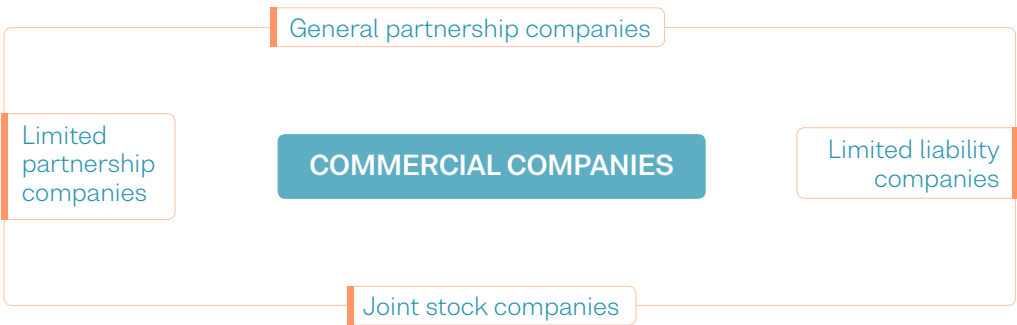 General partnership companies
Limited
partnership
companies
COMMERCIAL COMPANIES
Limited liability
companies
Joint stock companies